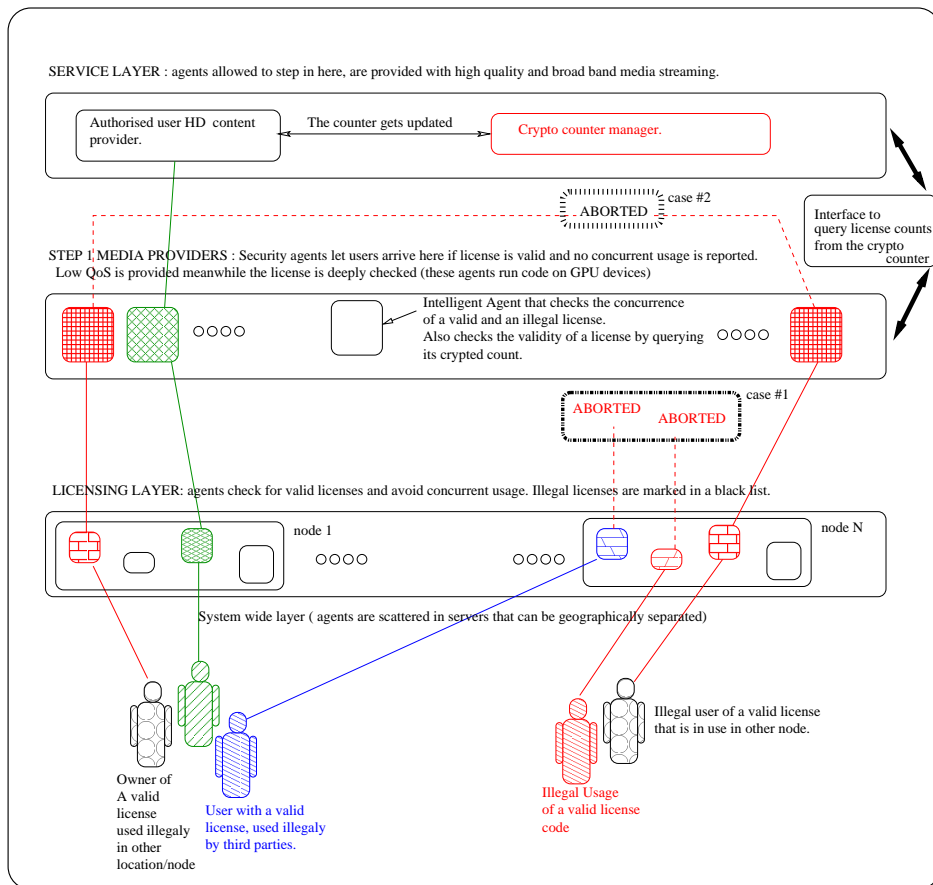 SERVICE LAYER : agents allowed to step in here, are provided with high quality and broad band media streaming.
Authorised user HD content
provider.
The counter gets updated
Crypto counter manager.
case #2
ABORTED
Interface to
query license counts
from the crypto
counter
STEP 1 MEDIA PROVIDERS : Security agents let users arrive here if license is valid and no concurrent usage is reported.
Low QoS is provided meanwhile the license is deeply checked (these agents run code on GPU devices)
Intelligent Agent that checks the concurrence
of a valid and an illegal license.
Also checks the validity of a license by querying
its crypted count.
case #1
ABORTED
ABORTED
LICENSING LAYER: agents check for valid licenses and avoid concurrent usage. Illegal licenses are marked in a black list.
node 1
node N
System wide layer ( agents are scattered in servers that can be geographically separated)
Illegal user of a valid license
that is in use in other node.
Owner of
A valid
license
used illegaly
in other
location/node
User with a valid
license, used illegaly
by third parties.
Illegal Usage
of a valid license
code